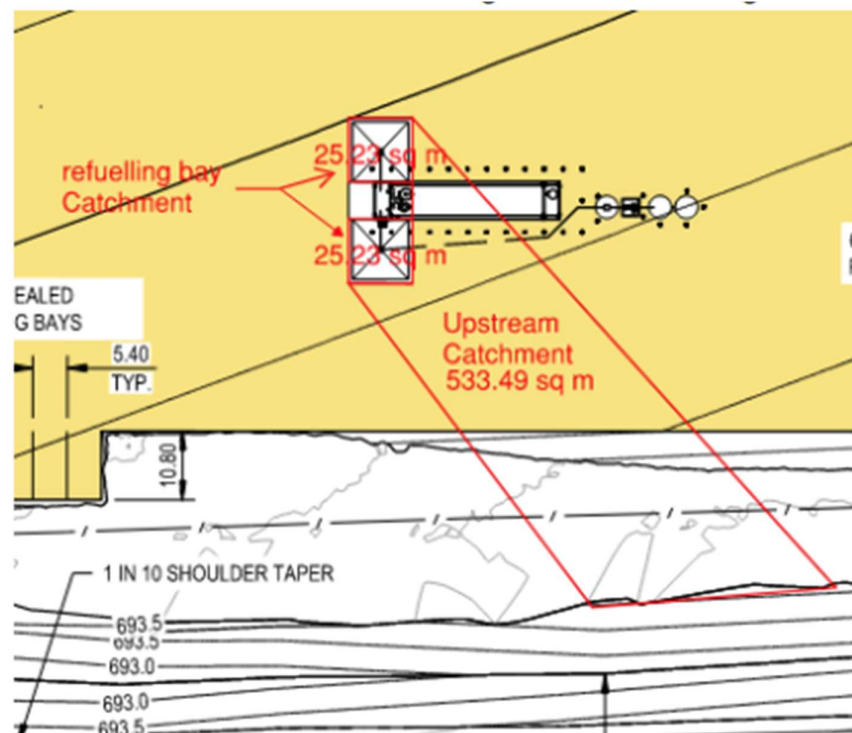 25.23 sq m
refuelling bay
Catchment
25.23 sq m
EALED
G BAYS
5.40
TYP.
Upstream
Catchment
533.49 sq m
10.80
1 IN 10 SHOULDER TAPER
693.5
693.5
693.0
693.0
693.5